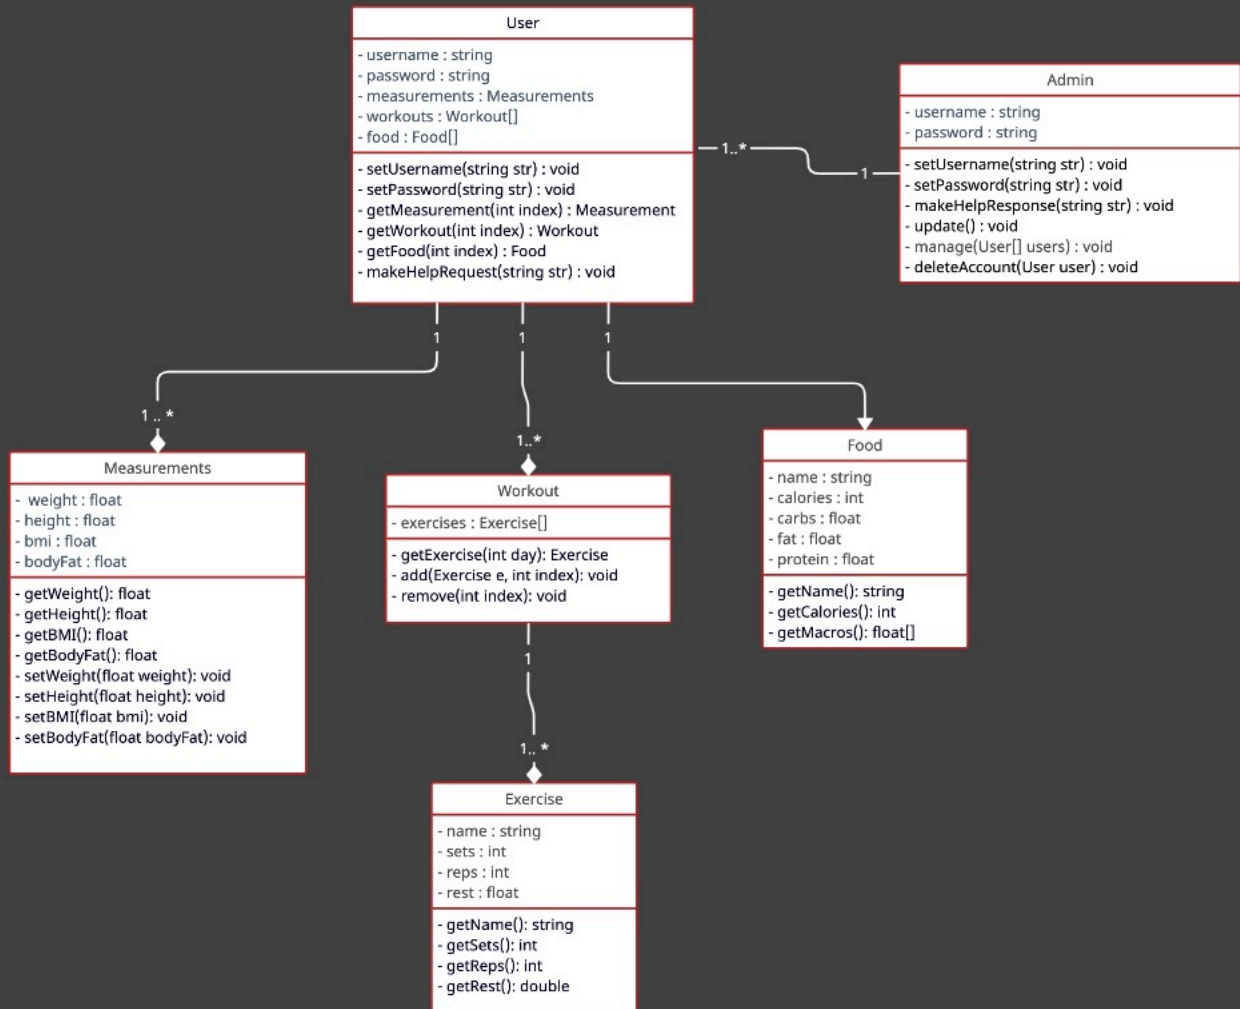 User
- username : string
- password : string
- measurements : Measurements
- workouts : Workout[]
- food : Food[]
- setUsername(string str) : void
- setPassword(string str) : void
- getMeasurement(int index) : Measurement
- getWorkout(int index) : Workout
- getFood(int index) : Food
- makeHelpRequest(string str) : void
1..*
1
Admin
- username : string
- password : string
- setUsername(string str) : void
- setPassword(string str) : void
- makeHelpResponse(string str) : void
- update() : void
- manage(User[] users) : void
- deleteAccount(User user) : void
1
1
1
1 .. *
1..*
Measurements
- weight : float
- height : float
- bmi : float
- bodyFat : float
- getWeight(): float
- getHeight(): float
- getBMI(): float
- getBodyFat(): float
- setWeight(float weight): void
- setHeight(float height): void
- setBMI(float bmi): void
- setBodyFat(float bodyFat): void
Workout
- exercises : Exercise[]
- getExercise(int day): Exercise
- add(Exercise e, int index): void
- remove(int index): void
Food
- name : string
- calories : int
- carbs : float
- fat : float
- protein : float
- getName(): string
- getCalories(): int
- getMacros(): float[]
1
1.. *
Exercise
- name : string
- sets : int
- reps : int
- rest : float
- getName(): string
- getSets(): int
- getReps(): int
- getRest(): double